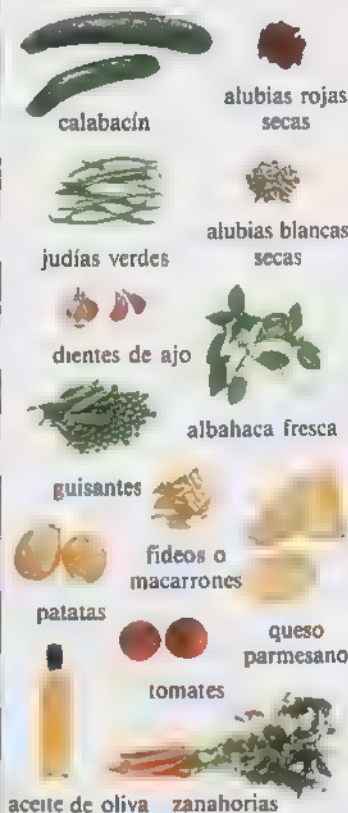 calabacín
alubias rojas
secas
judías verdes
alubias blancas
secas
dientes de ajo
albahaca fresca
guisantes
fideos o
macarrones
patatas
queso
parmesano
tomates
aceite de oliva
zanahorias